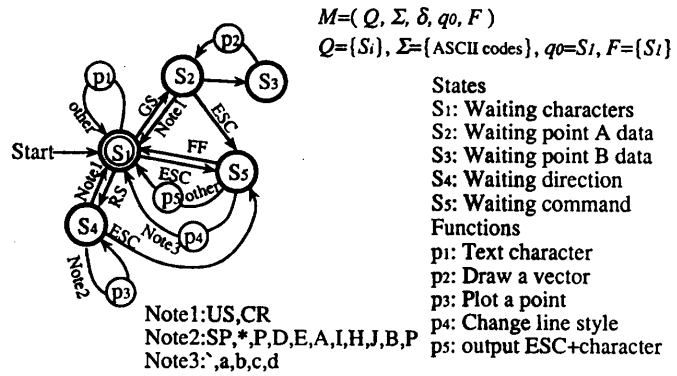 M=( Q, Σ, δ, q0, F )
Q={Si}, Σ={ASCII codes}, q0=S1, F={S1}
p2
S2
S3
p1
GS
Note1
other
ESC
Start
S1
FF
ESC
S5
p5
other
Note1
RS
Note3
p4
S4
ESC
Note2
p3
States
S1: Waiting characters
S2: Waiting point A data
S3: Waiting point B data
S4: Waiting direction
S5: Waiting command
Functions
p1: Text character
p2: Draw a vector
p3: Plot a point
p4: Change line style
p5: output ESC+character
Note1:US,CR
Note2:SP,*,P,D,E,A,I,H,J,B,P
Note3:`,a,b,c,d